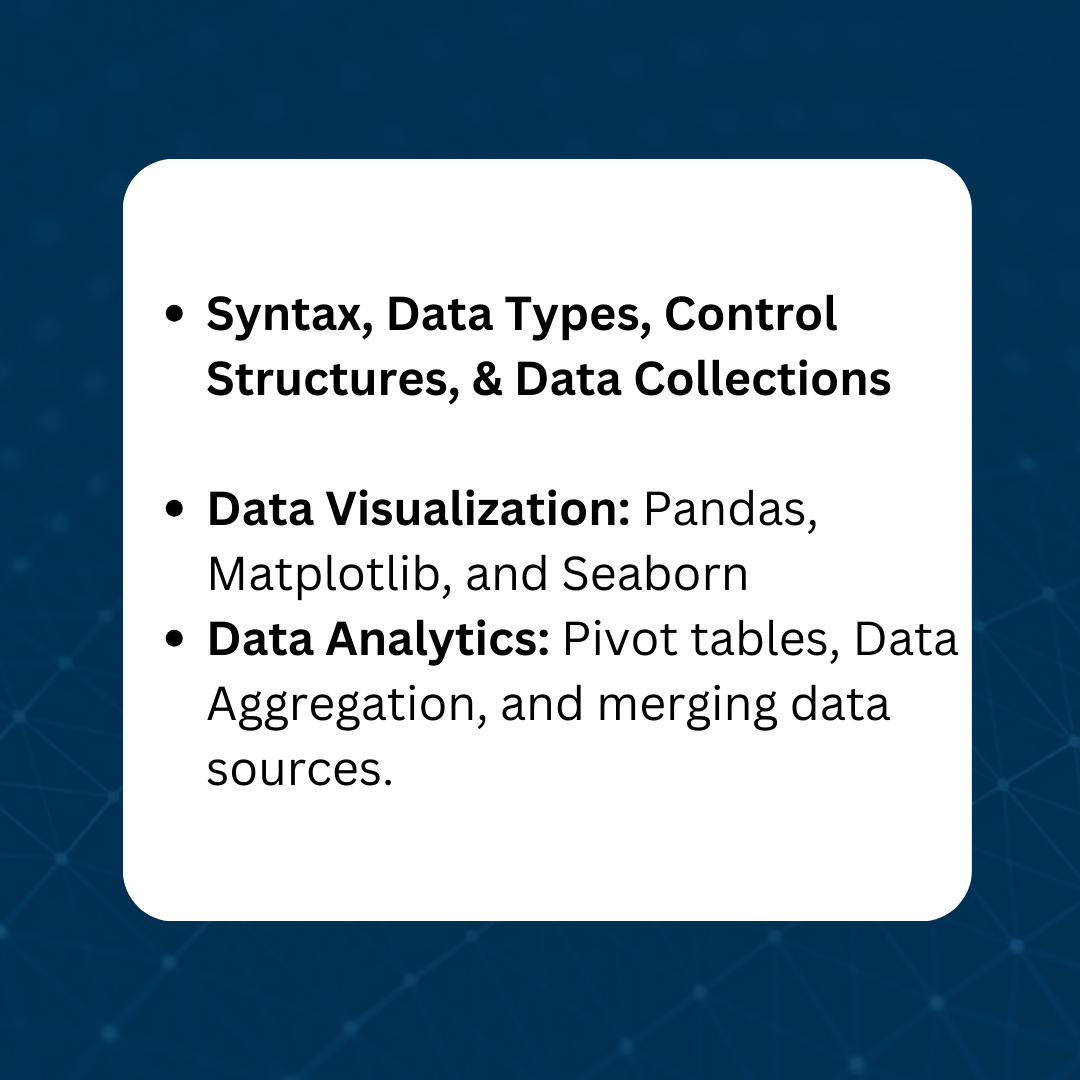 • Syntax, Data Types, Control
Structures, & Data Collections
• Data Visualization: Pandas,
Matplotlib, and Seaborn
• Data Analytics: Pivot tables, Data
Aggregation, and merging data
sources.